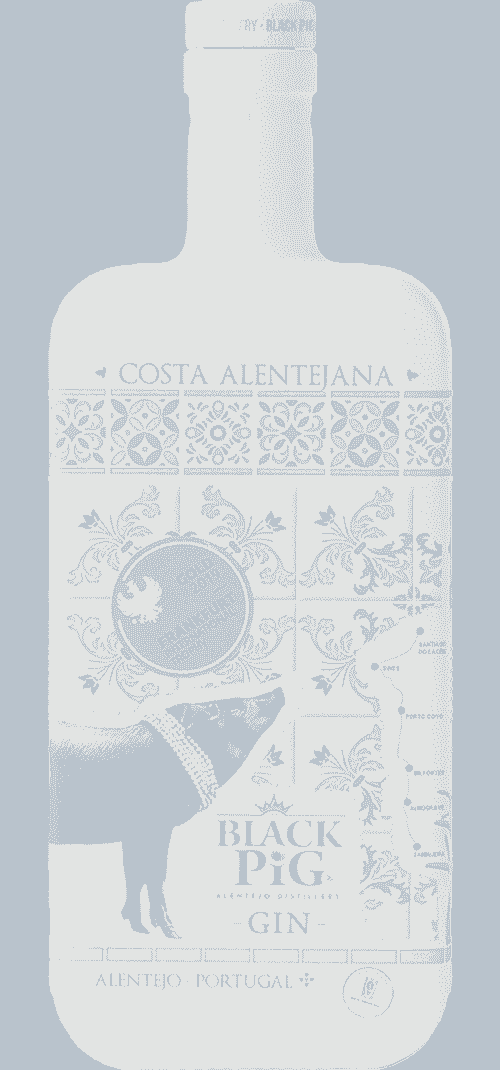 RY · BLACK PIG
COSTA ALENTEJANA
GOLD
2019
FRANKFURT
SANTIAGO
DO CACÉM
SINES
PORTO COVO
MILFONTES
ALMOGRAVE
ZAMBUJEIRA
BLACK
PiG
ALENTEJO DISTILLERY
- GIN -
ALENTEJO · PORTUGAL